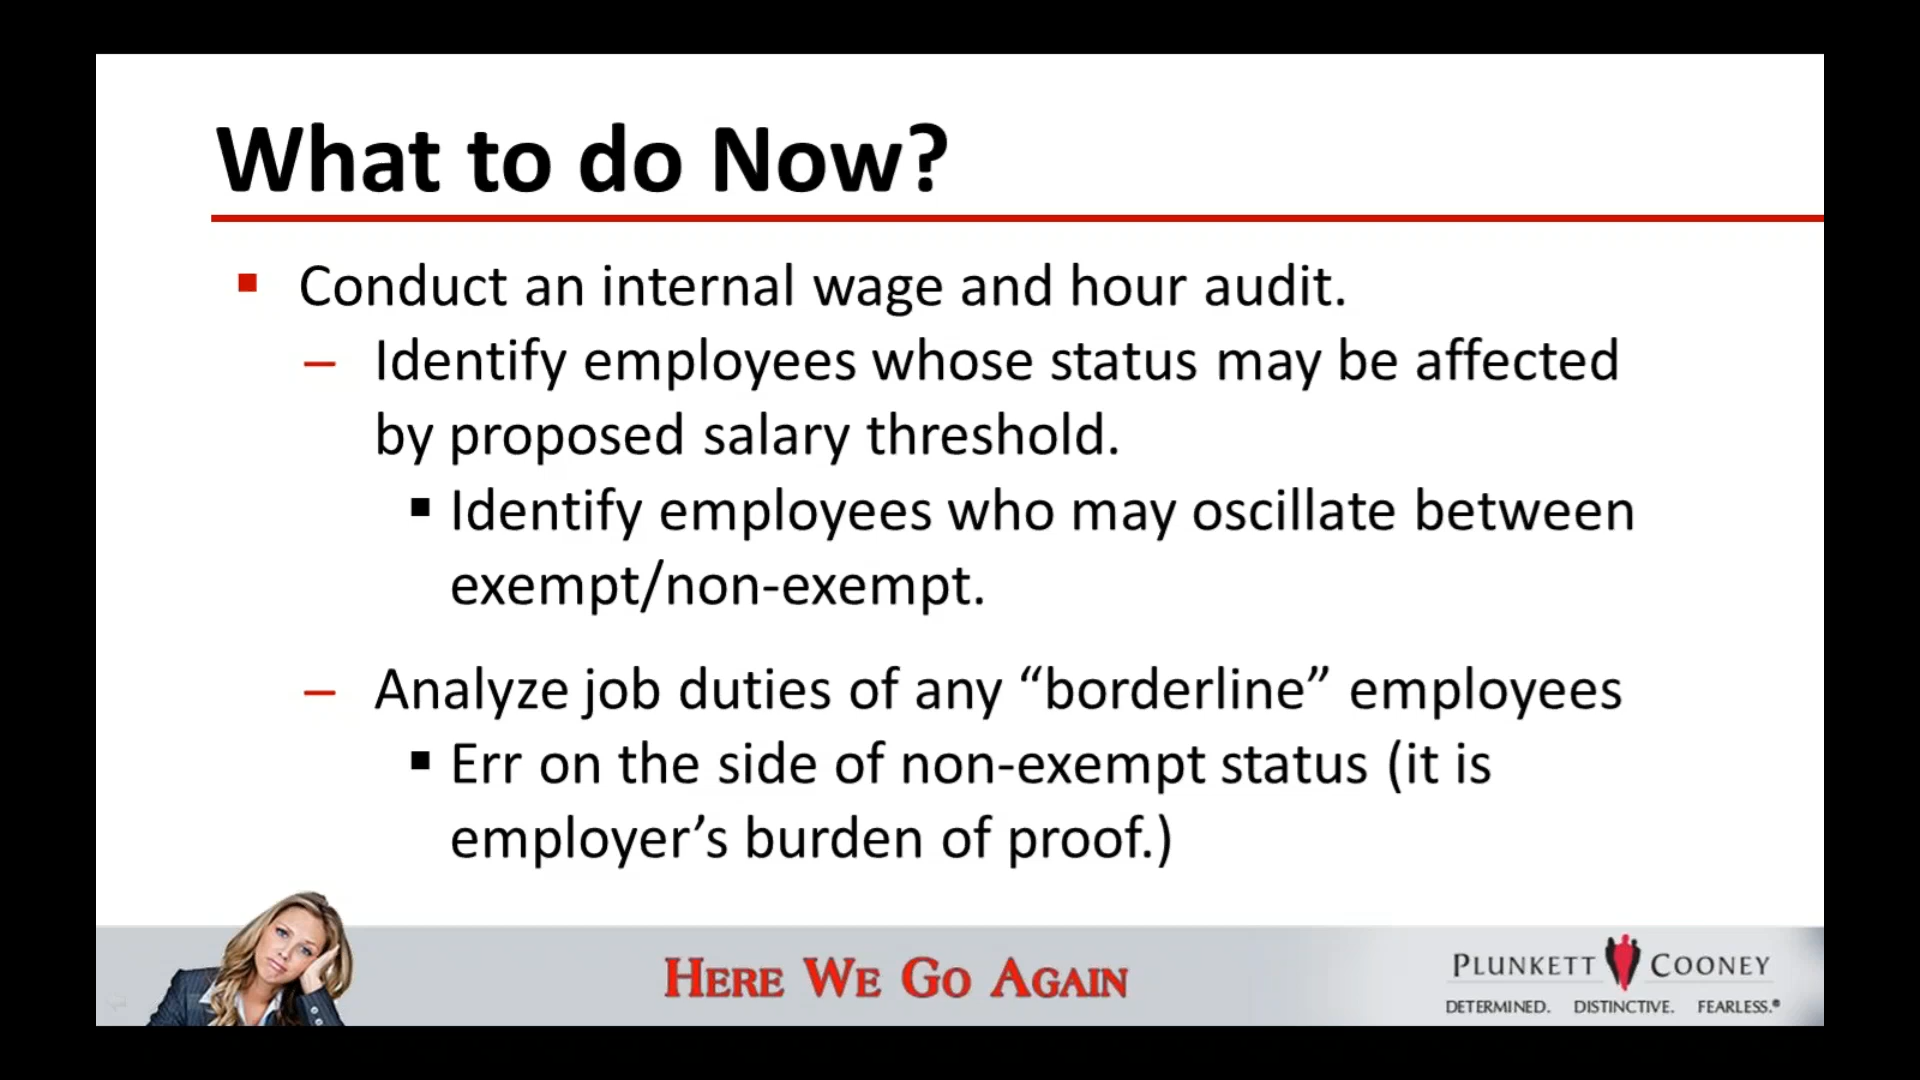 What to do Now?
▪ Conduct an internal wage and hour audit.
– Identify employees whose status may be affected
by proposed salary threshold.
▪ Identify employees who may oscillate between
exempt/non-exempt.
– Analyze job duties of any “borderline” employees
▪ Err on the side of non-exempt status (it is
employer’s burden of proof.)
HERE WE GO AGAIN
PLUNKETT COONEY
DETERMINED. DISTINCTIVE. FEARLESS.®